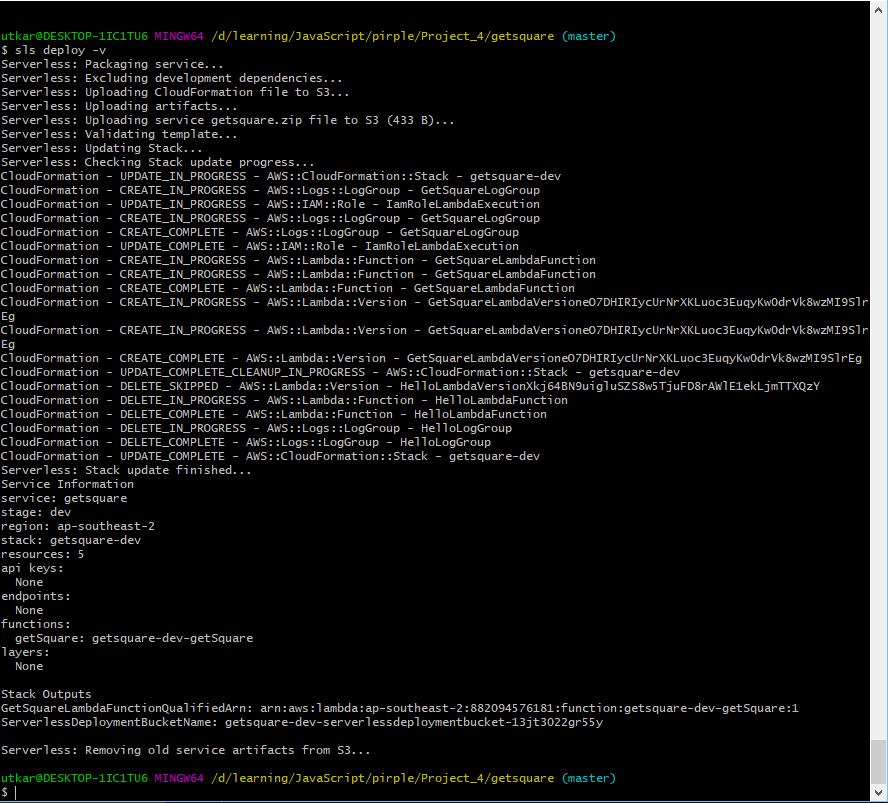 utkar@DESKTOP-1IC1TU6 MINGW64 /d/learning/JavaScript/pirple/Project_4/getsquare (master)
$ sls deploy -v
Serverless: Packaging service...
Serverless: Excluding development dependencies...
Serverless: Uploading CloudFormation file to S3...
Serverless: Uploading artifacts...
Serverless: Uploading service getsquare.zip file to S3 (433 B)...
Serverless: Validating template...
Serverless: Updating Stack...
Serverless: Checking Stack update progress...
CloudFormation - UPDATE_IN_PROGRESS - AWS::CloudFormation::Stack - getsquare-dev
CloudFormation - CREATE_IN_PROGRESS - AWS::Logs::LogGroup - GetSquareLogGroup
CloudFormation - UPDATE_IN_PROGRESS - AWS::IAM::Role - IamRoleLambdaExecution
CloudFormation - CREATE_IN_PROGRESS - AWS::Logs::LogGroup - GetSquareLogGroup
CloudFormation - CREATE_COMPLETE - AWS::Logs::LogGroup - GetSquareLogGroup
CloudFormation - UPDATE_COMPLETE - AWS::IAM::Role - IamRoleLambdaExecution
CloudFormation - CREATE_IN_PROGRESS - AWS::Lambda::Function - GetSquareLambdaFunction
CloudFormation - CREATE_IN_PROGRESS - AWS::Lambda::Function - GetSquareLambdaFunction
CloudFormation - CREATE_COMPLETE - AWS::Lambda::Function - GetSquareLambdaFunction
CloudFormation - CREATE_IN_PROGRESS - AWS::Lambda::Version - GetSquareLambdaVersioneO7DHIRIycUrNrXKLuoc3EuqyKwOdrVk8wzMI9Slr
Eg
CloudFormation - CREATE_IN_PROGRESS - AWS::Lambda::Version - GetSquareLambdaVersioneO7DHIRIycUrNrXKLuoc3EuqyKwOdrVk8wzMI9Slr
Eg
CloudFormation - CREATE_COMPLETE - AWS::Lambda::Version - GetSquareLambdaVersioneO7DHIRIycUrNrXKLuoc3EuqyKwOdrVk8wzMI9SlrEg
CloudFormation - UPDATE_COMPLETE_CLEANUP_IN_PROGRESS - AWS::CloudFormation::Stack - getsquare-dev
CloudFormation - DELETE_SKIPPED - AWS::Lambda::Version - HelloLambdaVersionXkj64BN9uigluSZS8w5TjuFD8rAWlE1ekLjmTTXQzY
CloudFormation - DELETE_IN_PROGRESS - AWS::Lambda::Function - HelloLambdaFunction
CloudFormation - DELETE_COMPLETE - AWS::Lambda::Function - HelloLambdaFunction
CloudFormation - DELETE_IN_PROGRESS - AWS::Logs::LogGroup - HelloLogGroup
CloudFormation - DELETE_COMPLETE - AWS::Logs::LogGroup - HelloLogGroup
CloudFormation - UPDATE_COMPLETE - AWS::CloudFormation::Stack - getsquare-dev
Serverless: Stack update finished...
Service Information
service: getsquare
stage: dev
region: ap-southeast-2
stack: getsquare-dev
resources: 5
api keys:
  None
endpoints:
  None
functions:
  getSquare: getsquare-dev-getSquare
layers:
  None
Stack Outputs
GetSquareLambdaFunctionQualifiedArn: arn:aws:lambda:ap-southeast-2:882094576181:function:getsquare-dev-getSquare:1
ServerlessDeploymentBucketName: getsquare-dev-serverlessdeploymentbucket-13jt3022gr55y
Serverless: Removing old service artifacts from S3...
utkar@DESKTOP-1IC1TU6 MINGW64 /d/learning/JavaScript/pirple/Project_4/getsquare (master)
$